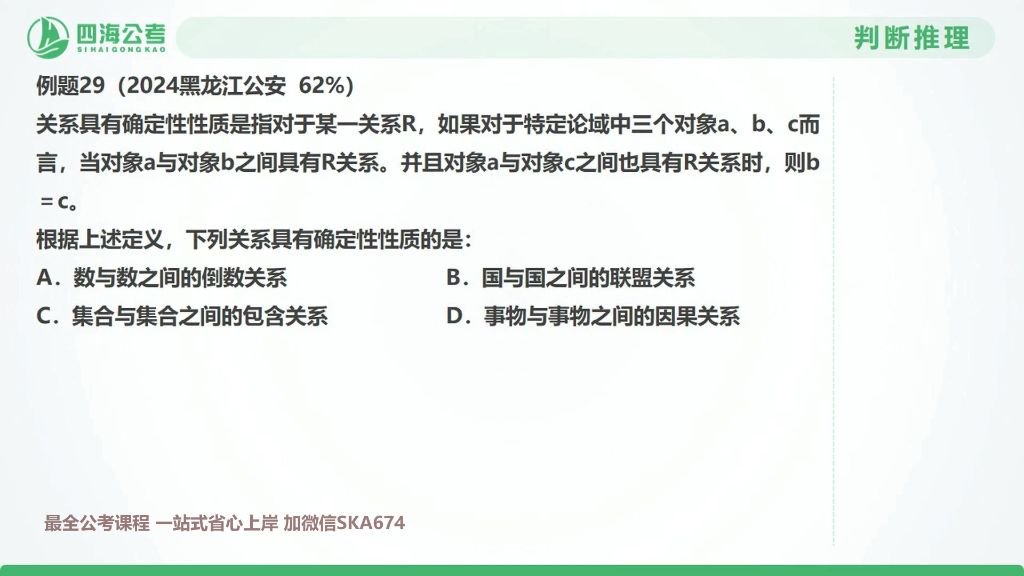 四海公考
SIHAIGONGKAO
判断推理
例题29（2024黑龙江公安 62%）
关系具有确定性性质是指对于某一关系R，如果对于特定论域中三个对象a、b、c而
言，当对象a与对象b之间具有R关系。并且对象a与对象c之间也具有R关系时，则b
＝c。
根据上述定义，下列关系具有确定性性质的是：
A．数与数之间的倒数关系 B．国与国之间的联盟关系
C．集合与集合之间的包含关系 D．事物与事物之间的因果关系
最全公考课程 一站式省心上岸 加微信SKA674